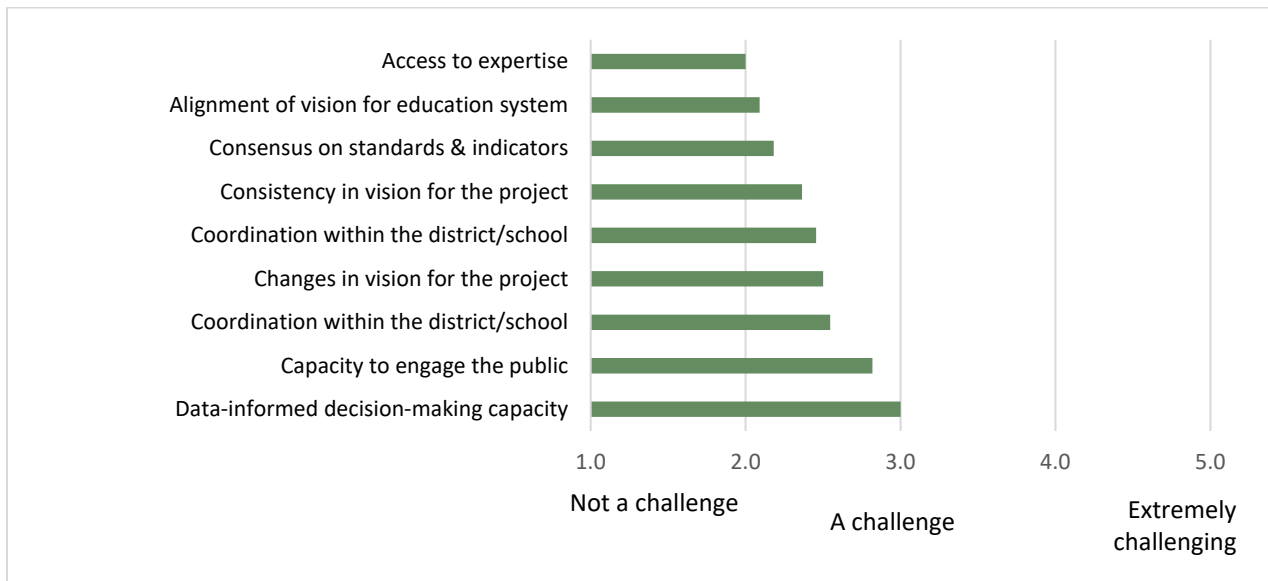 Access to expertise
Alignment of vision for education system
Consensus on standards & indicators
Consistency in vision for the project
Coordination within the district/school
Changes in vision for the project
Coordination within the district/school
Capacity to engage the public
Data-informed decision-making capacity
1.0 2.0 3.0 4.0 5.0
Not a challenge
A challenge
Extremely
challenging